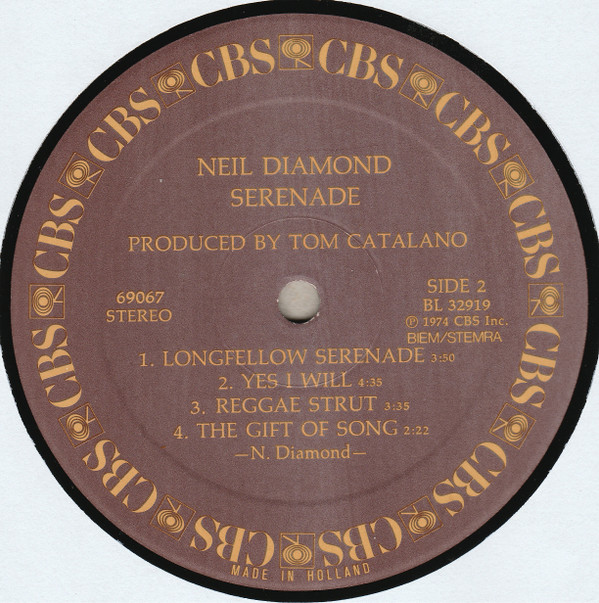 CBS CBS CBS CBS CBS CBS CBS CBS CBS CBS CBS CBS
NEIL DIAMOND
SERENADE
PRODUCED BY TOM CATALANO
69067
STEREO
SIDE 2
BL 32919
Ⓟ 1974 CBS Inc.
BIEM/STEMRA
1. LONGFELLOW SERENADE 3:50
2. YES I WILL 4:35
3. REGGAE STRUT 3:35
4. THE GIFT OF SONG 2:22
—N. Diamond—
MADE IN HOLLAND